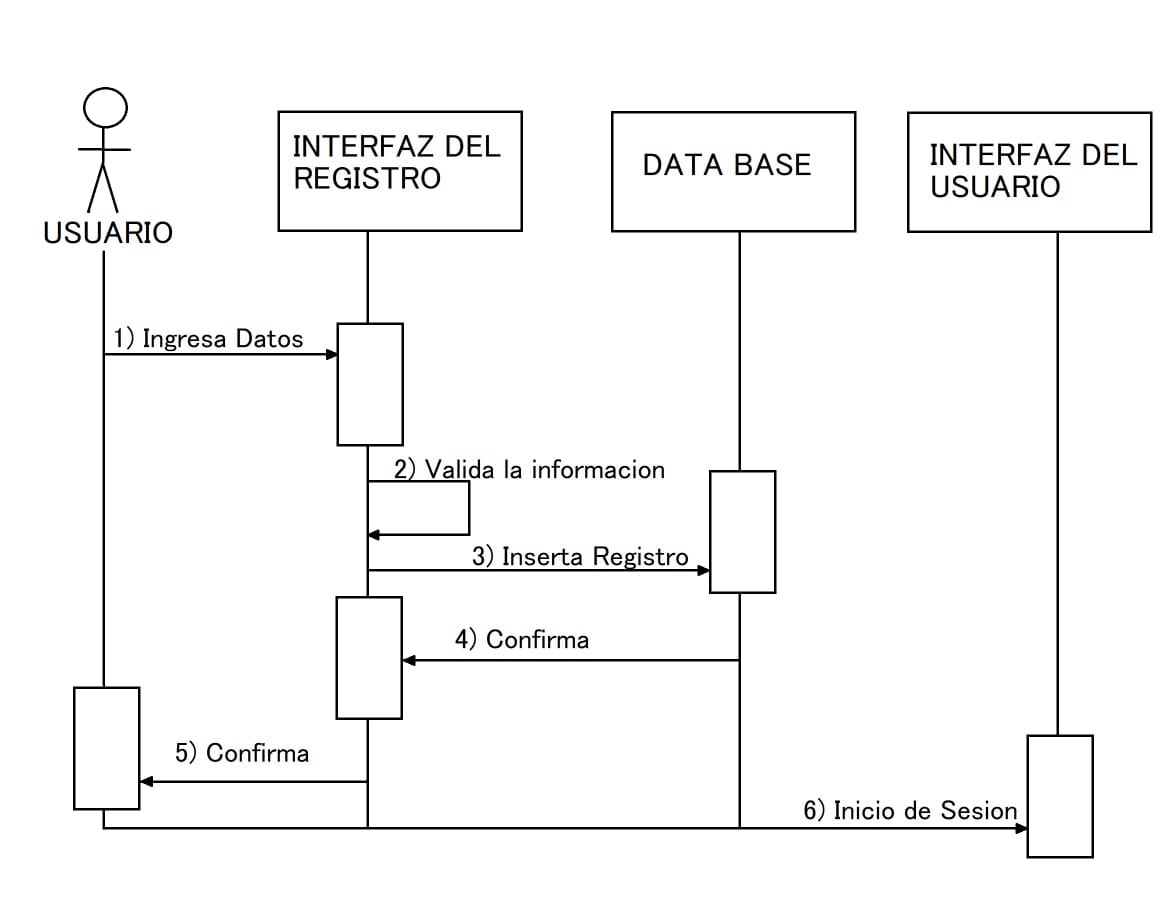 INTERFAZ DEL
REGISTRO
DATA BASE
INTERFAZ DEL
USUARIO
USUARIO
1) Ingresa Datos
2) Valida la informacion
3) Inserta Registro
4) Confirma
5) Confirma
6) Inicio de Sesion